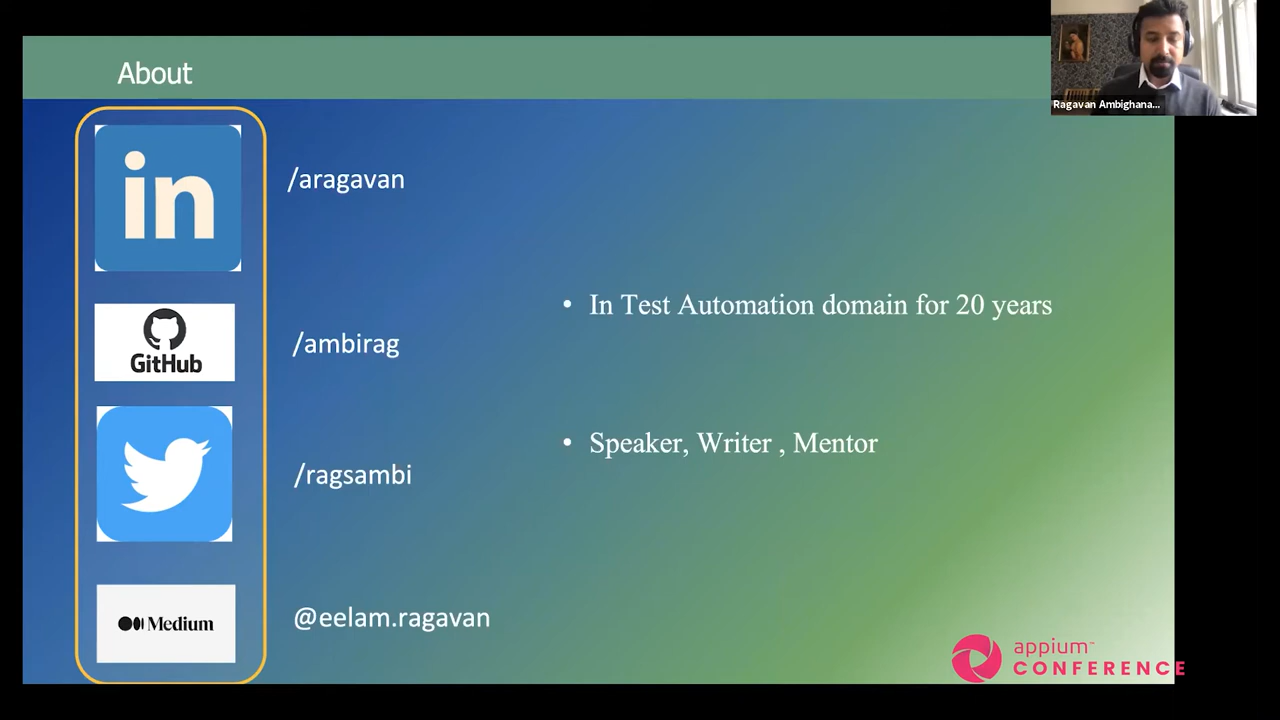 About
Ragavan Ambighana...
in
/aragavan
GitHub
/ambirag
• In Test Automation domain for 20 years
• Speaker, Writer , Mentor
/ragsambi
Medium
@eelam.ragavan
appium™
CONFERENCE